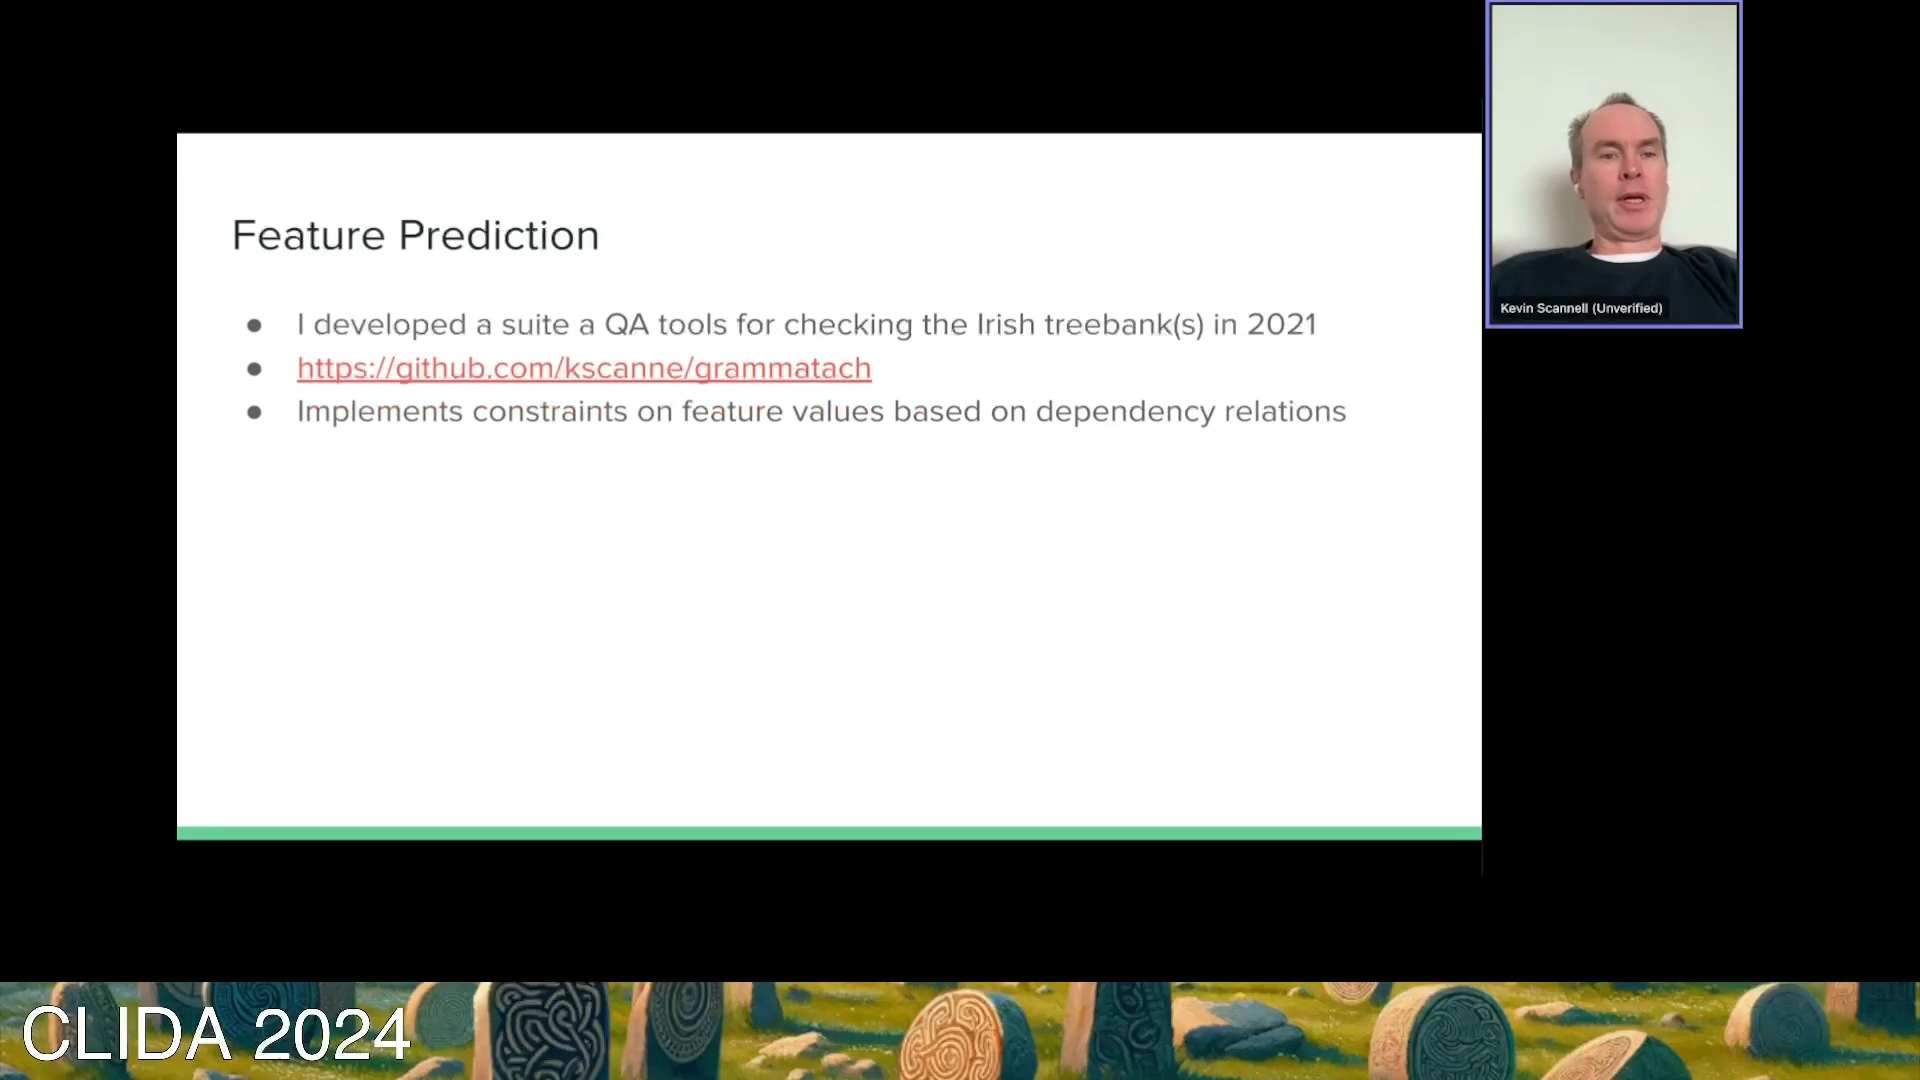 Feature Prediction
● I developed a suite a QA tools for checking the Irish treebank(s) in 2021
● https://github.com/kscanne/grammatach
● Implements constraints on feature values based on dependency relations
Kevin Scannell (Unverified)
CLIDA 2024